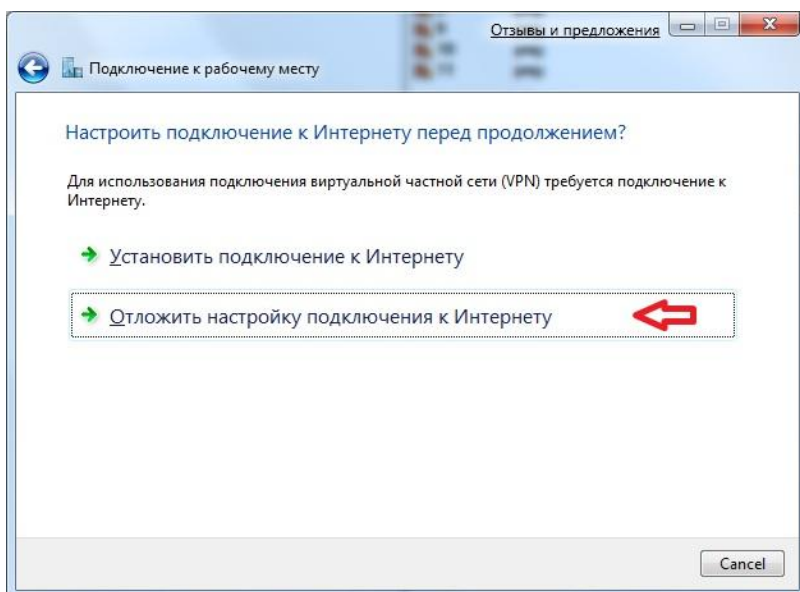 Отзывы и предложения
Подключение к рабочему месту
Настроить подключение к Интернету перед продолжением?
Для использования подключения виртуальной частной сети (VPN) требуется подключение к
Интернету.
Установить подключение к Интернету
Отложить настройку подключения к Интернету
Cancel